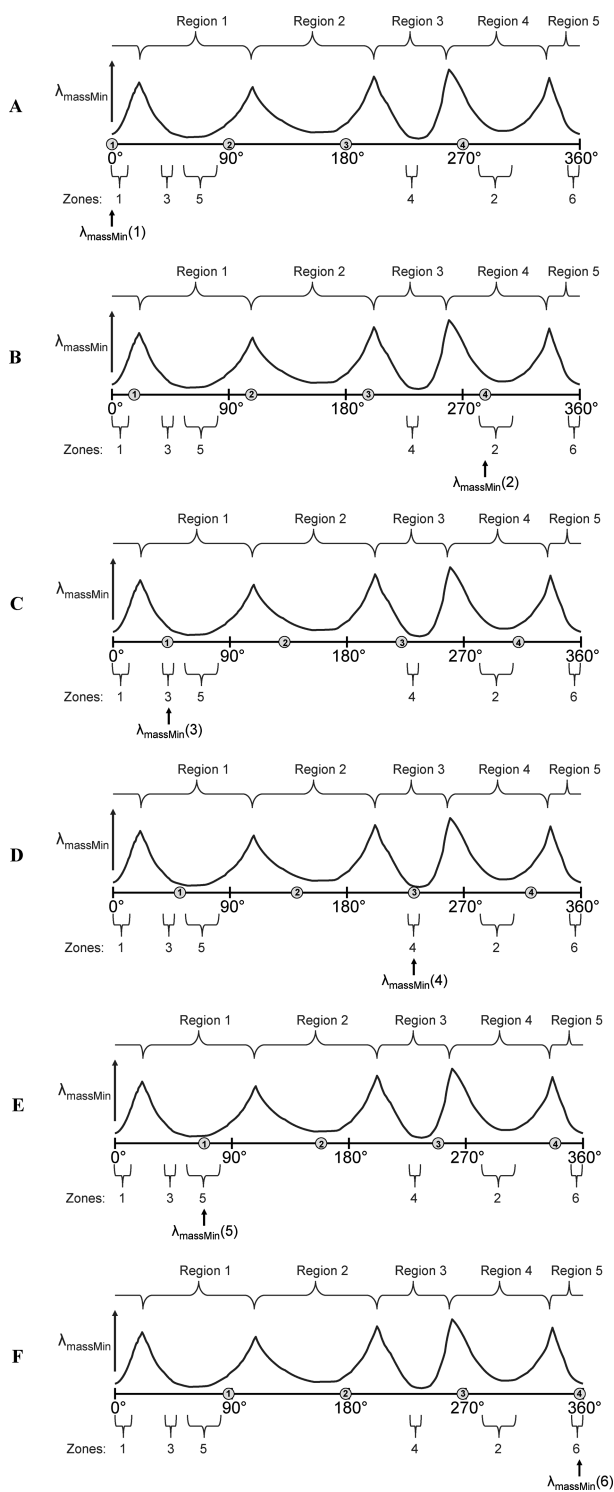 Region 1 Region 2 Region 3 Region 4 Region 5
A
λmassMin
1 2 3 4
0° 90° 180° 270° 360°
Zones: 1 3 5 4 2 6
λmassMin(1)
Region 1 Region 2 Region 3 Region 4 Region 5
B
λmassMin
1 2 3 4
0° 90° 180° 270° 360°
Zones: 1 3 5 4 2 6
λmassMin(2)
Region 1 Region 2 Region 3 Region 4 Region 5
C
λmassMin
1 2 3 4
0° 90° 180° 270° 360°
Zones: 1 3 5 4 2 6
λmassMin(3)
Region 1 Region 2 Region 3 Region 4 Region 5
D
λmassMin
1 2 3 4
0° 90° 180° 270° 360°
Zones: 1 3 5 4 2 6
λmassMin(4)
Region 1 Region 2 Region 3 Region 4 Region 5
E
λmassMin
1 2 3 4
0° 90° 180° 270° 360°
Zones: 1 3 5 4 2 6
λmassMin(5)
Region 1 Region 2 Region 3 Region 4 Region 5
F
λmassMin
1 2 3 4
0° 90° 180° 270° 360°
Zones: 1 3 5 4 2 6
λmassMin(6)